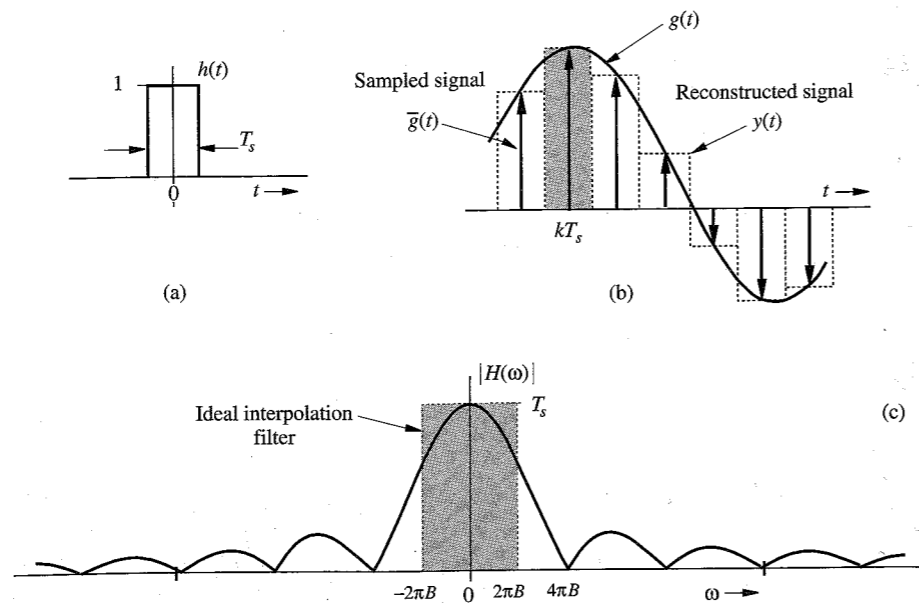 1
h(t)
T_s
0
t
(a)
g(t)
Sampled signal
g̅(t)
Reconstructed signal
y(t)
t
kT_s
(b)
|H(ω)|
T_s
(c)
Ideal interpolation
filter
−2πB
0
2πB
4πB
ω